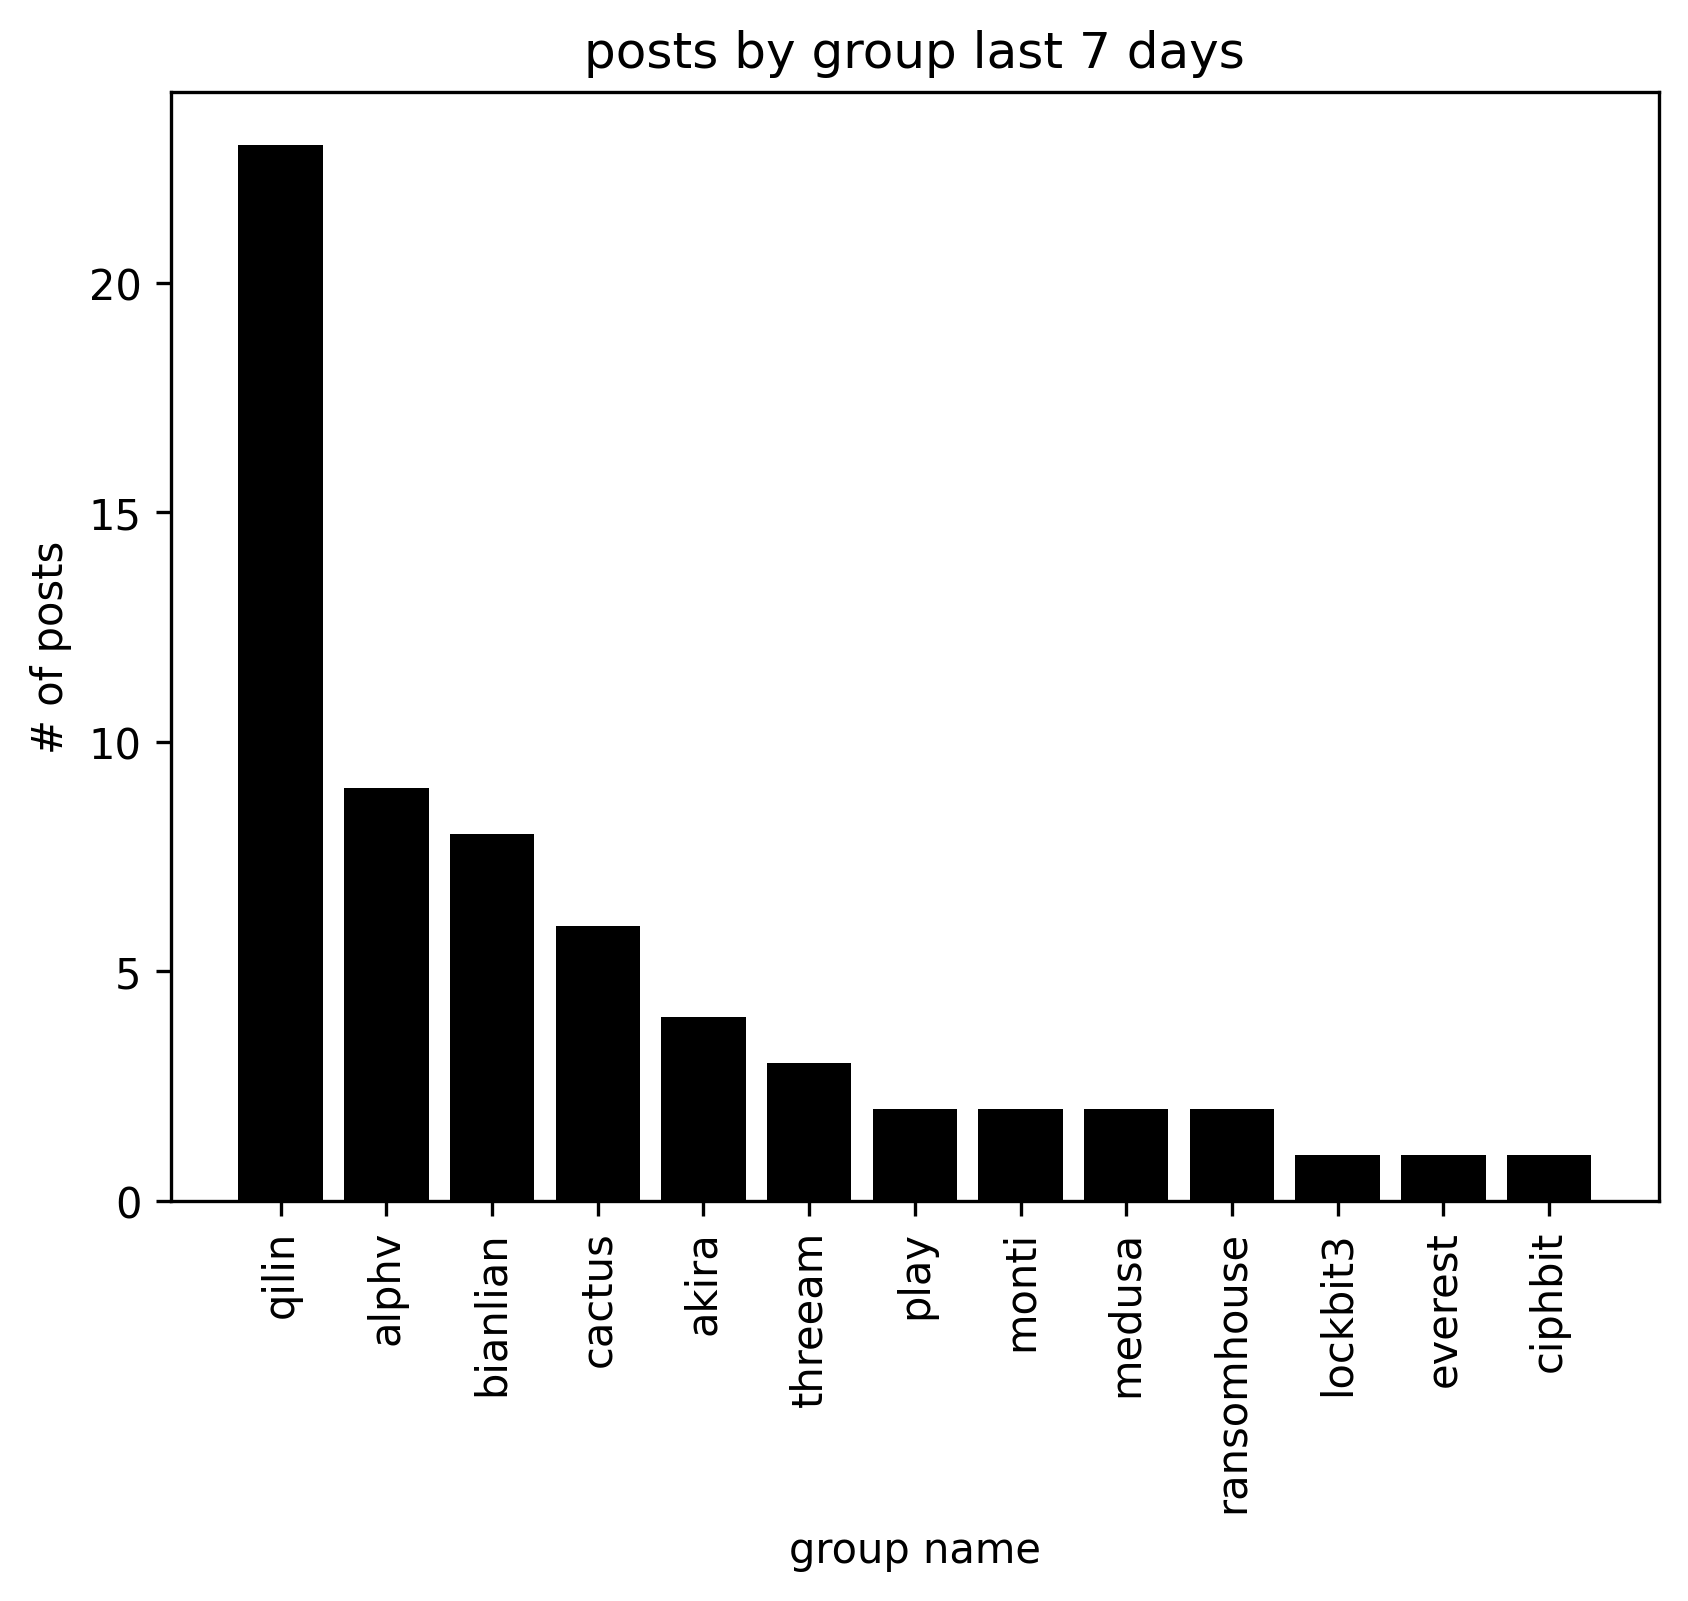 posts by group last 7 days
# of posts
20
15
10
5
0
qilin
alphv
bianlian
cactus
akira
threeam
play
monti
medusa
ransomhouse
lockbit3
everest
ciphbit
group name